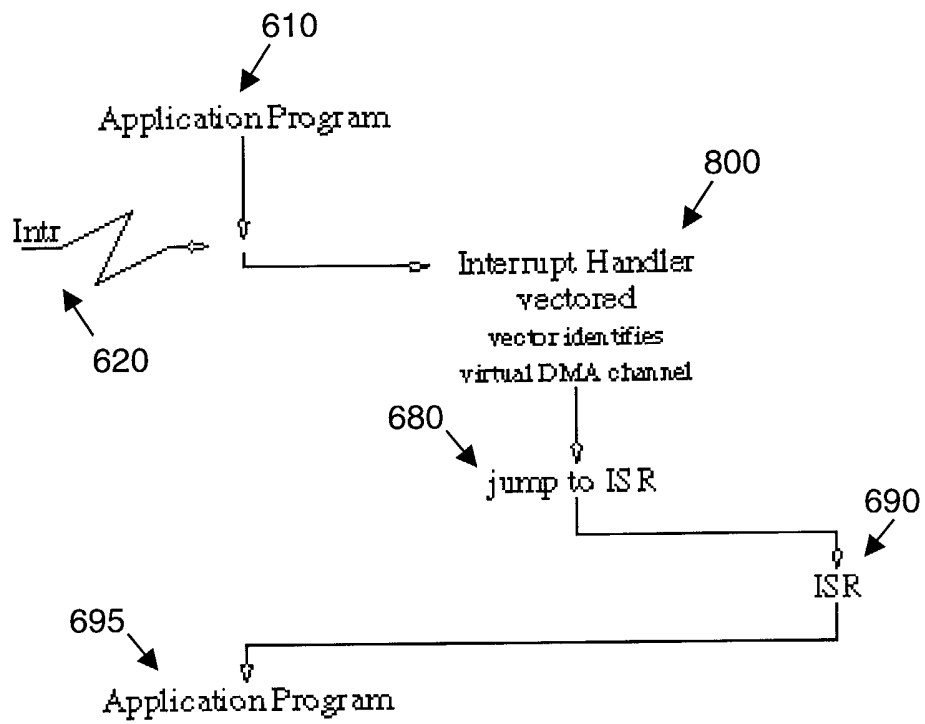 610
Application Program
800
Intr
Interrupt Handler
vectored
vector identifies
virtual DMA channel
620
680
jump to ISR
690
ISR
695
Application Program